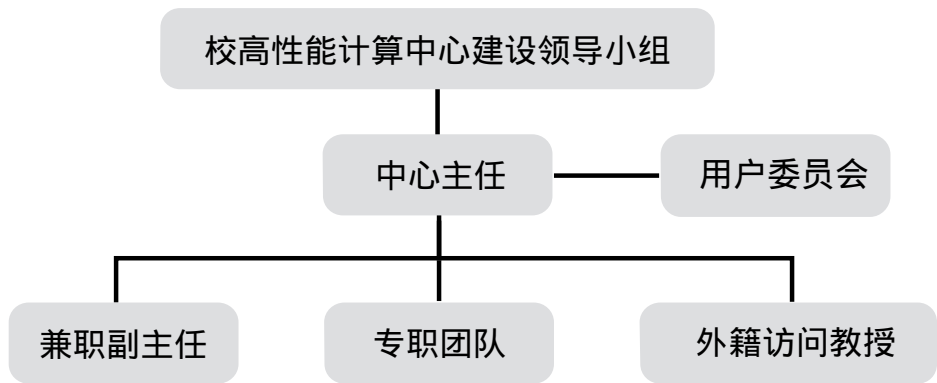 校高性能计算中心建设领导小组
中心主任
用户委员会
兼职副主任
专职团队
外籍访问教授